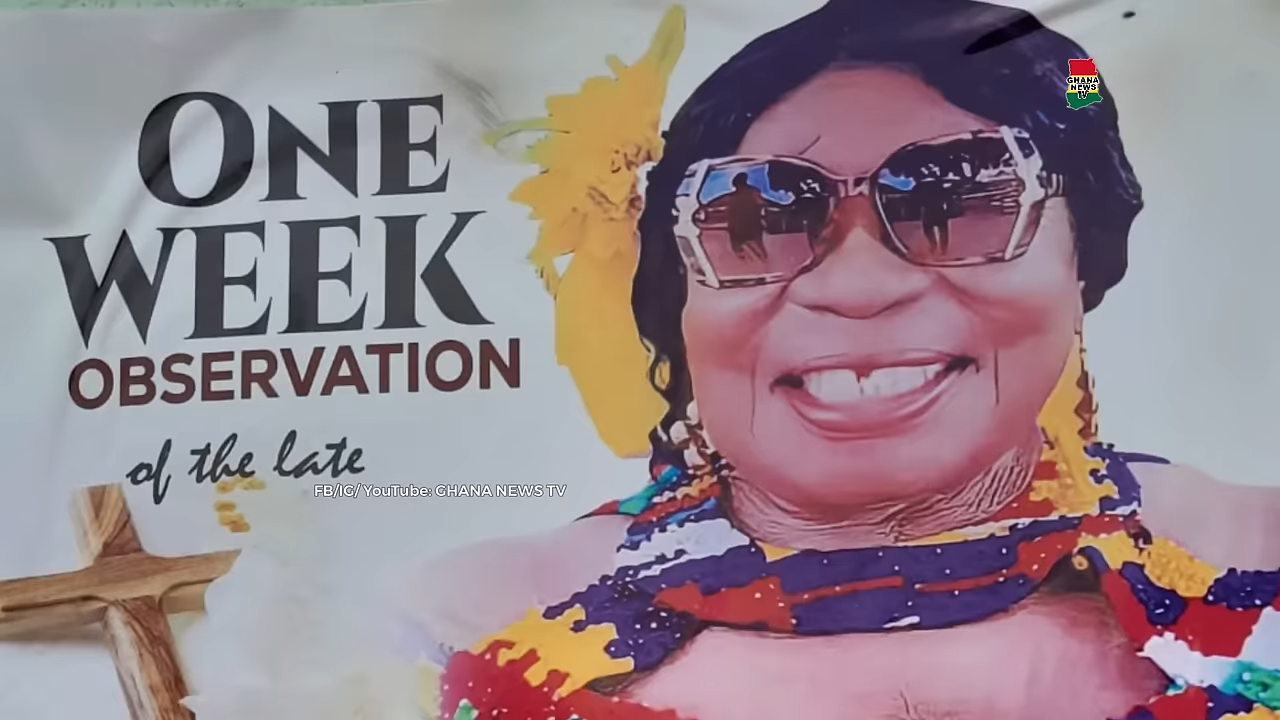 ONE
WEEK
OBSERVATION
of the late
FB/IG/ YouTube: GHANA NEWS TV
GHANA
NEWS
TV